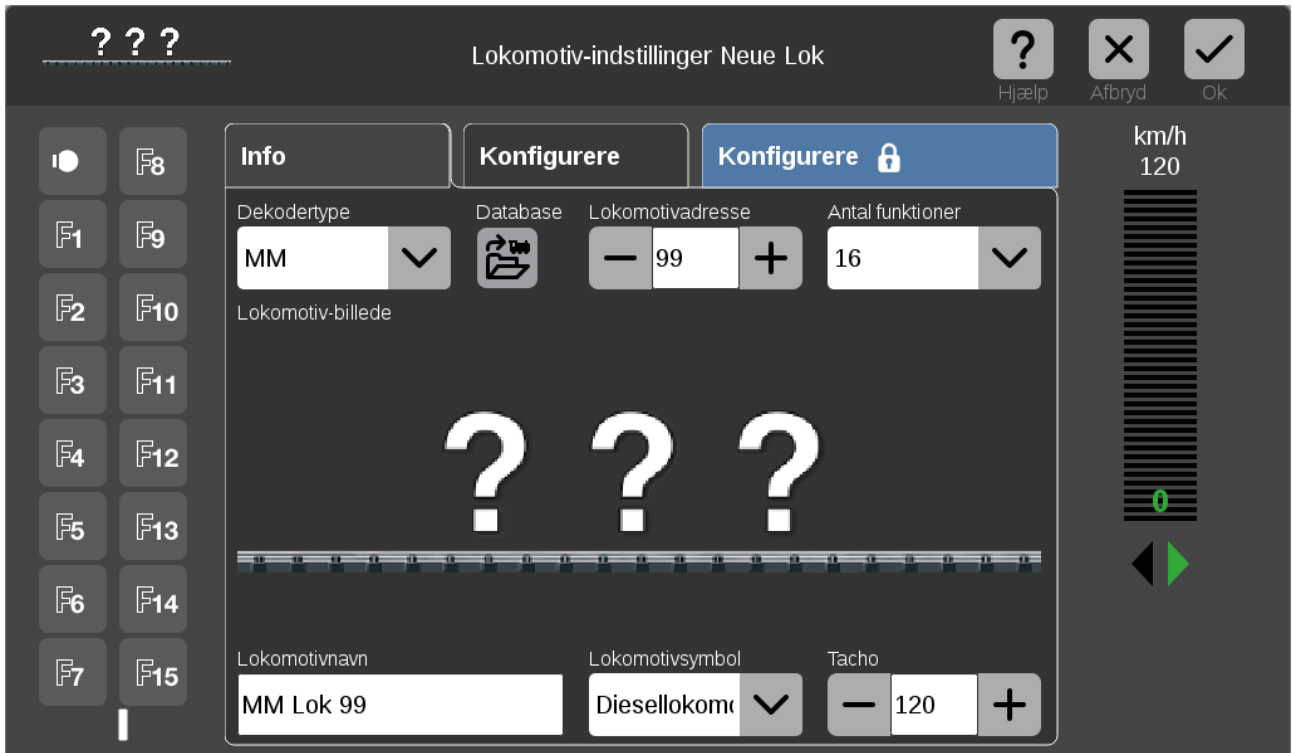 ? ? ?
Lokomotiv-indstillinger Neue Lok
?
Hjælp
Afbryd
Ok
F8
F1
F9
F2
F10
F3
F11
F4
F12
F5
F13
F6
F14
F7
F15
Info
Konfigurere
Konfigurere
Dekodertype
Database
Lokomotivadresse
Antal funktioner
MM
99
16
Lokomotiv-billede
? ? ?
Lokomotivnavn
Lokomotivsymbol
Tacho
MM Lok 99
Diesellokomo
120
km/h
120
0